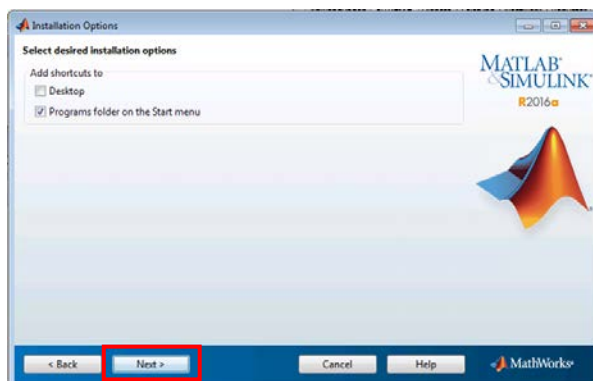 Installation Options
Select desired installation options
Add shortcuts to
Desktop
Programs folder on the Start menu
MATLAB®
&SIMULINK®
R2016a
< Back
Next >
Cancel
Help
MathWorks®